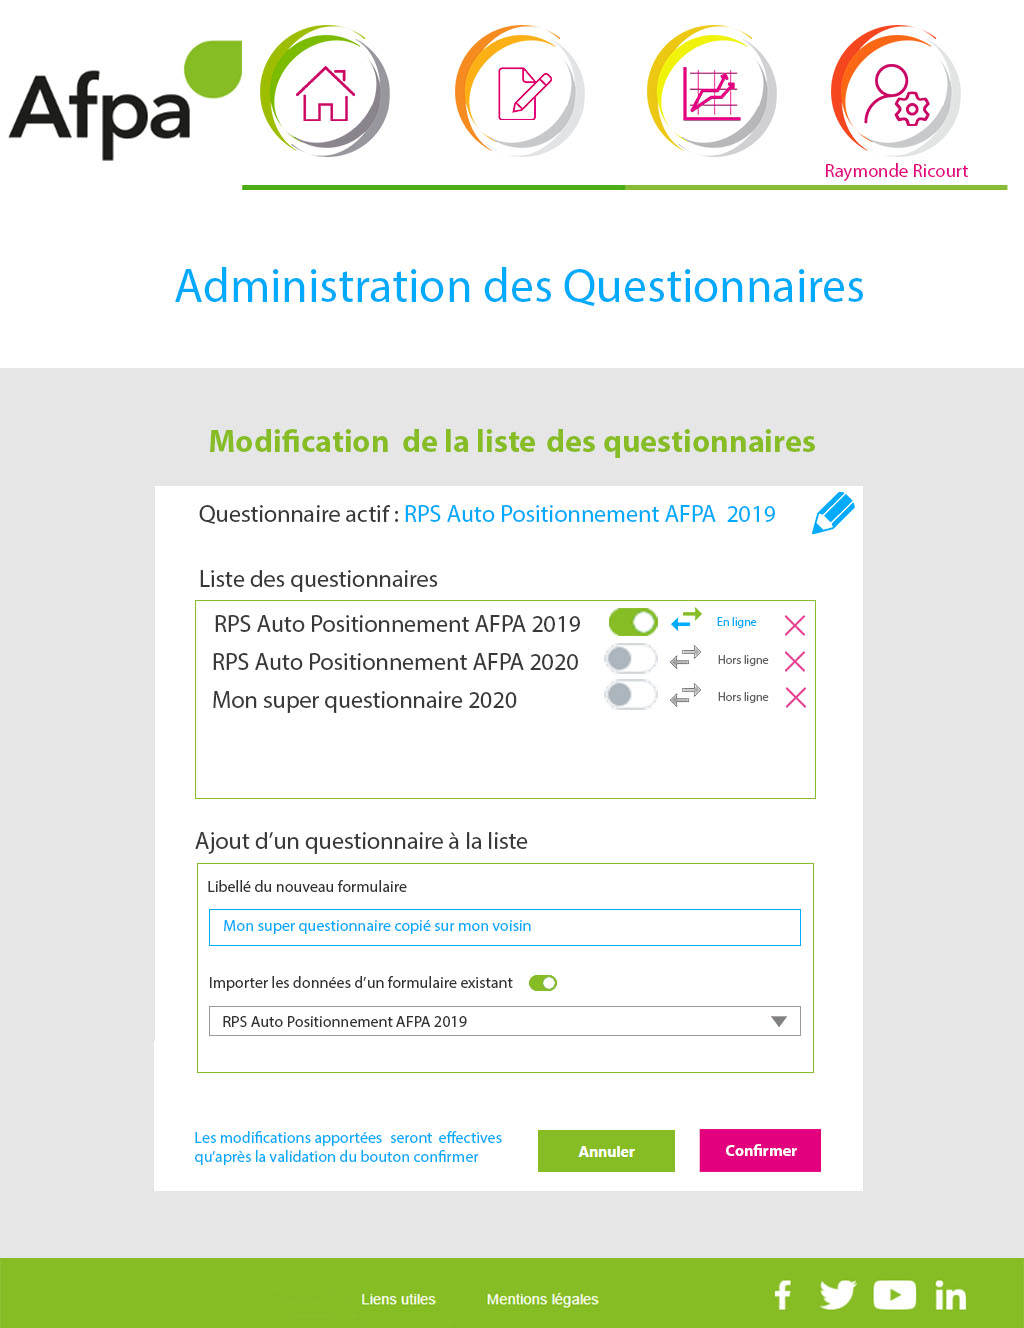 Afpa
Raymonde Ricourt
Administration des Questionnaires
Modification de la liste des questionnaires
Questionnaire actif : RPS Auto Positionnement AFPA 2019
Liste des questionnaires
RPS Auto Positionnement AFPA 2019 En ligne
RPS Auto Positionnement AFPA 2020 Hors ligne
Mon super questionnaire 2020 Hors ligne
Ajout d’un questionnaire à la liste
Libellé du nouveau formulaire
Mon super questionnaire copié sur mon voisin
Importer les données d’un formulaire existant
RPS Auto Positionnement AFPA 2019
Les modifications apportées seront effectives
qu’après la validation du bouton confirmer
Annuler Confirmer
Liens utiles Mentions légales